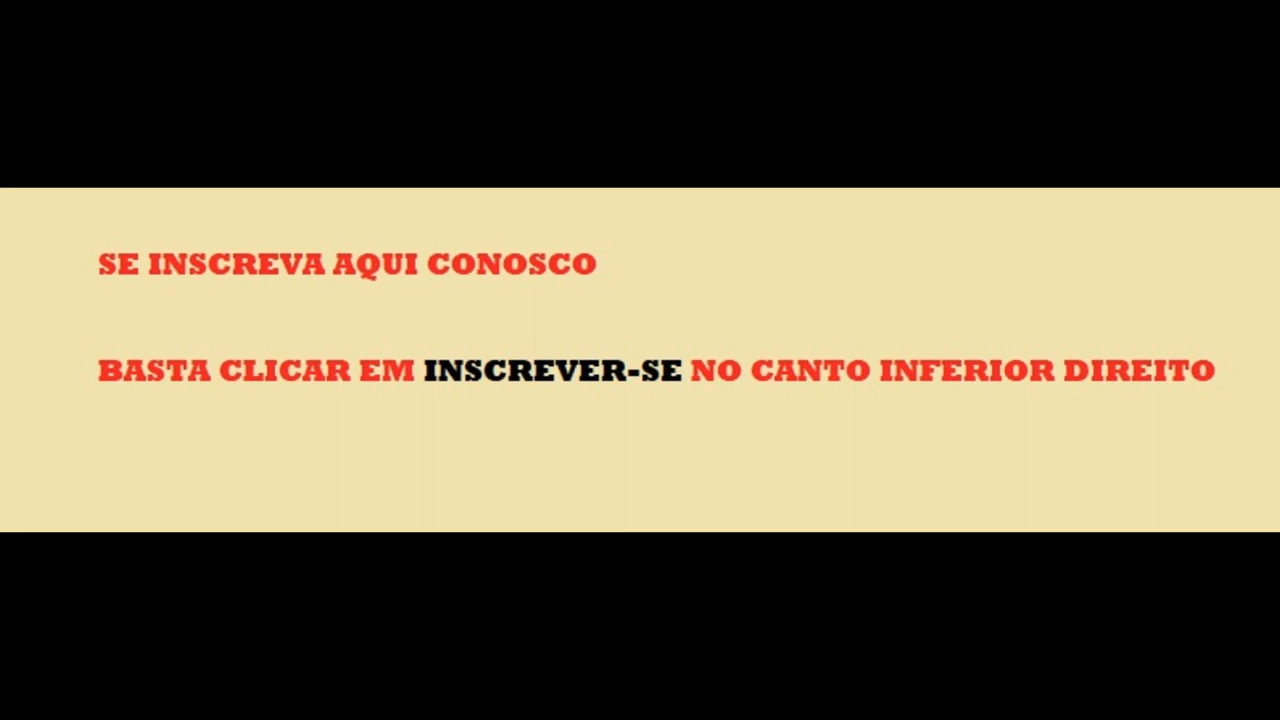 SE INSCREVA AQUI CONOSCO
BASTA CLICAR EM INSCREVER-SE NO CANTO INFERIOR DIREITO